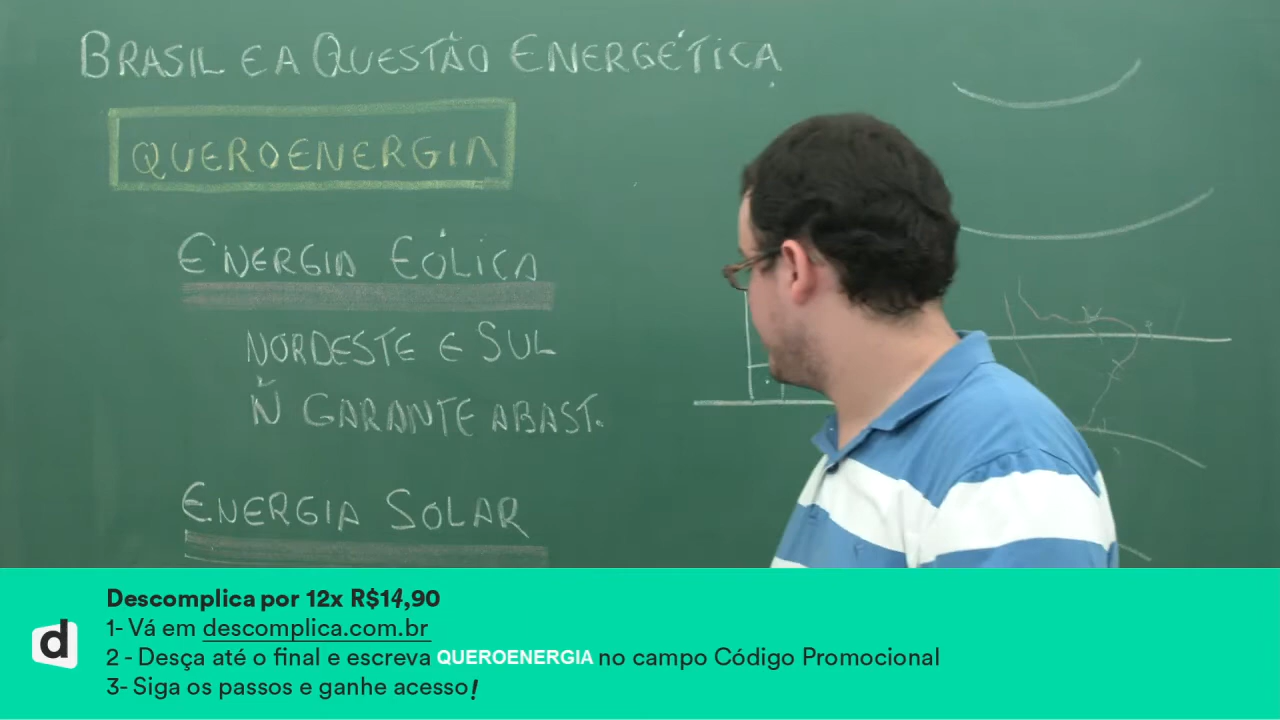 BRASIL E A QUESTÃO ENERGÉTICA
QUEROENERGIA
ENERGIA EÓLICA
NORDESTE E SUL
Ñ GARANTE ABAST.
ENERGIA SOLAR
d
Descomplica por 12x R$14,90
1- Vá em descomplica.com.br
2 - Desça até o final e escreva QUEROENERGIA no campo Código Promocional
3- Siga os passos e ganhe acesso!